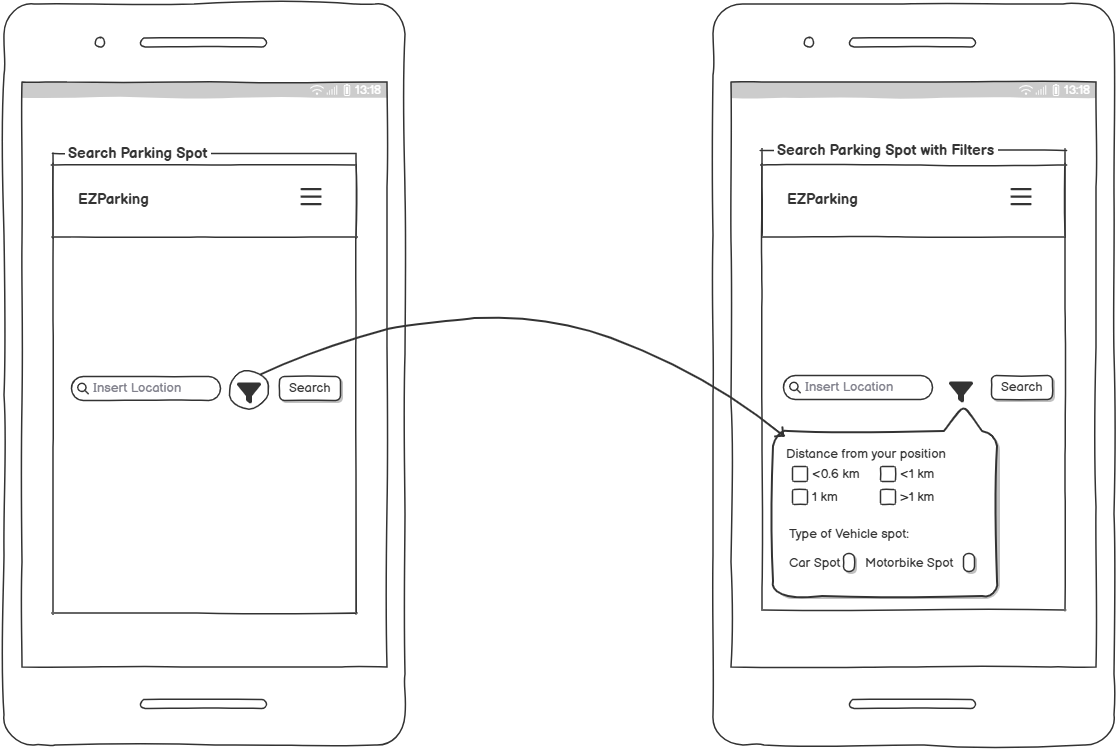 13:18
Search Parking Spot
EZParking
Insert Location
Search
13:18
Search Parking Spot with Filters
EZParking
Insert Location
Search
Distance from your position
<0.6 km <1 km
1 km >1 km
Type of Vehicle spot:
Car Spot Motorbike Spot